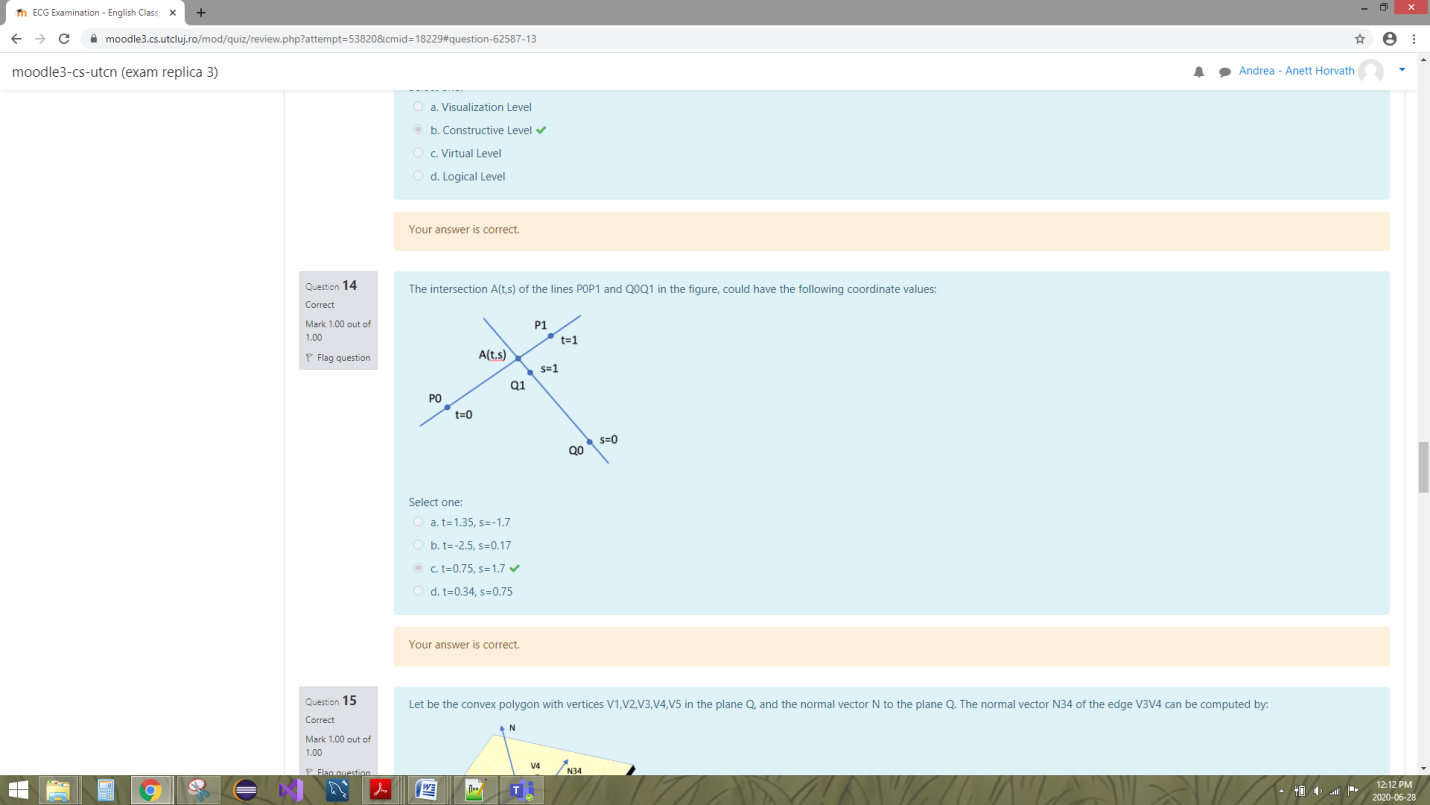 ECG Examination - English Class
moodle3.cs.utcluj.ro/mod/quiz/review.php?attempt=53820&cmid=18229#question-62587-13
moodle3-cs-utcn (exam replica 3)
Andrea - Anett Horvath
a. Visualization Level
b. Constructive Level
c. Virtual Level
d. Logical Level
Your answer is correct.
Question 14
Correct
Mark 1.00 out of
1.00
Flag question
The intersection A(t,s) of the lines P0P1 and Q0Q1 in the figure, could have the following coordinate values:
P1
t=1
A(t,s)
s=1
Q1
P0
t=0
s=0
Q0
Select one:
a. t=1.35, s=-1.7
b. t=-2.5, s=0.17
c. t=0.75, s=1.7
d. t=0.34, s=0.75
Your answer is correct.
Question 15
Correct
Mark 1.00 out of
1.00
Flag question
Let be the convex polygon with vertices V1,V2,V3,V4,V5 in the plane Q, and the normal vector N to the plane Q. The normal vector N34 of the edge V3V4 can be computed by:
N
V4
N34
12:12 PM
2020-06-28